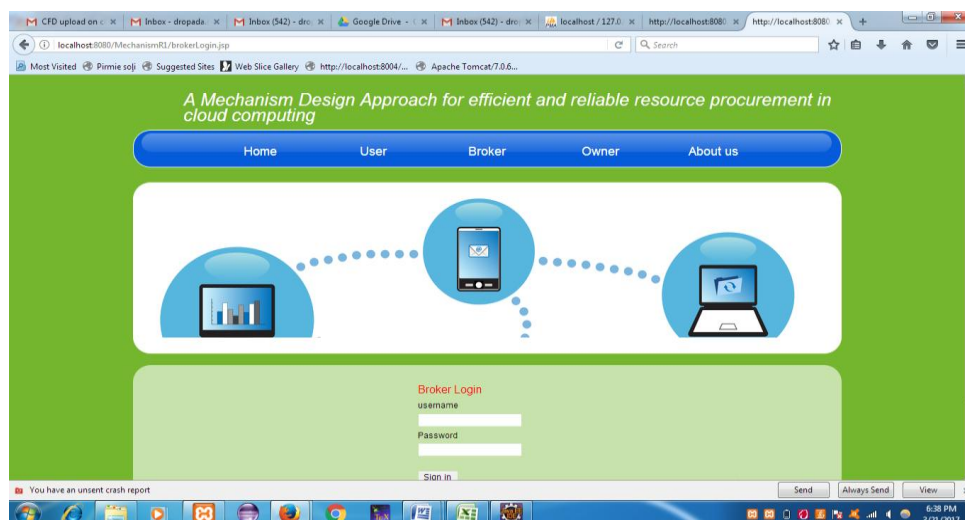 CFD upload on c
Inbox - dropada
Inbox (542) - dro
Google Drive -
Inbox (542) - dro
localhost / 127.0
http://localhost:8080
http://localhost:8080
localhost:8080/MechanismR1/brokerLogin.jsp
Search
Most Visited
Pirmie soļi
Suggested Sites
Web Slice Gallery
http://localhost:8004/...
Apache Tomcat/7.0.6...
A Mechanism Design Approach for efficient and reliable resource procurement in
cloud computing
Home
User
Broker
Owner
About us
Broker Login
username
Password
Sign in
You have an unsent crash report
Send
Always Send
View
6:38 PM
3/21/2017